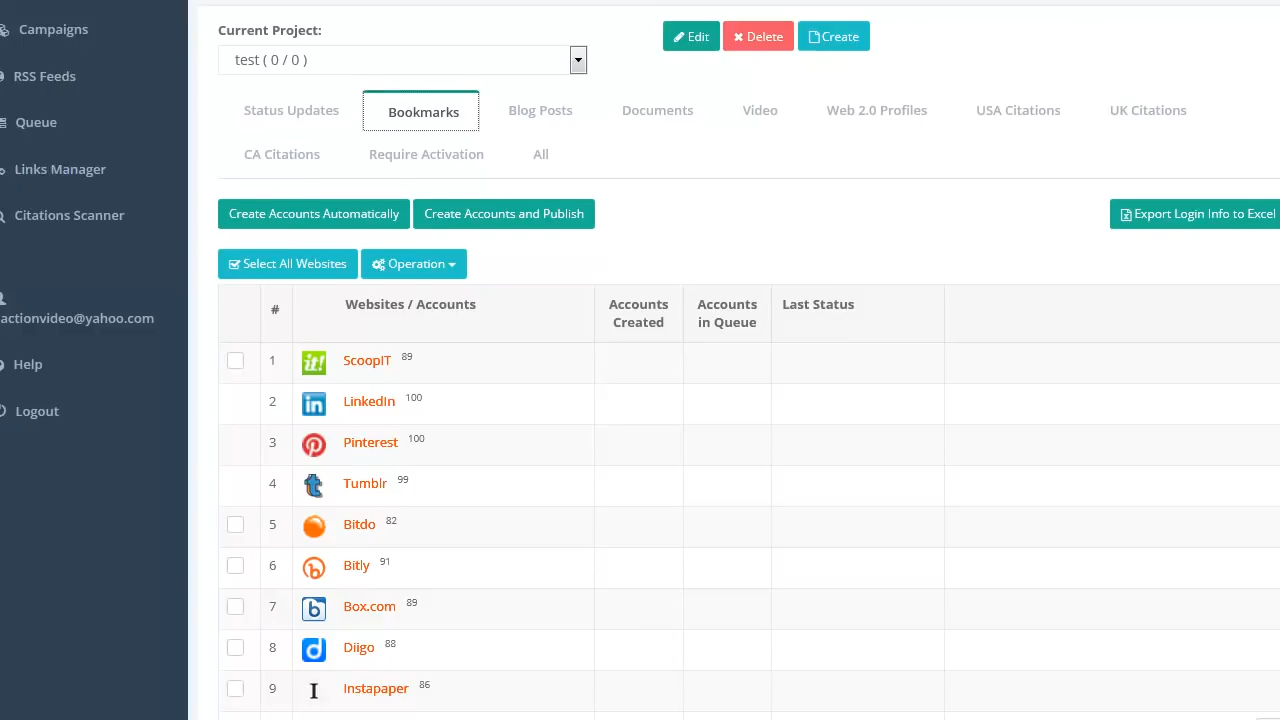 Campaigns
RSS Feeds
Queue
Links Manager
Citations Scanner
actionvideo@yahoo.com
Help
Logout
Current Project:
test ( 0 / 0 )
Edit Delete Create
Status Updates Bookmarks Blog Posts Documents Video Web 2.0 Profiles USA Citations UK Citations
CA Citations Require Activation All
Create Accounts Automatically Create Accounts and Publish Export Login Info to Excel
Select All Websites Operation
# Websites / Accounts Accounts Created Accounts in Queue Last Status
1 it! ScoopIT 89
2 in LinkedIn 100
3 Pinterest 100
4 t Tumblr 99
5 Bitdo 82
6 b Bitly 91
7 b Box.com 89
8 d Diigo 88
9 I Instapaper 86